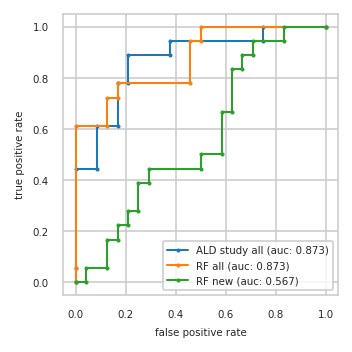 1.0
0.8
0.6
0.4
0.2
0.0
true positive rate
ALD study all (auc: 0.873)
RF all (auc: 0.873)
RF new (auc: 0.567)
0.0 0.2 0.4 0.6 0.8 1.0
false positive rate